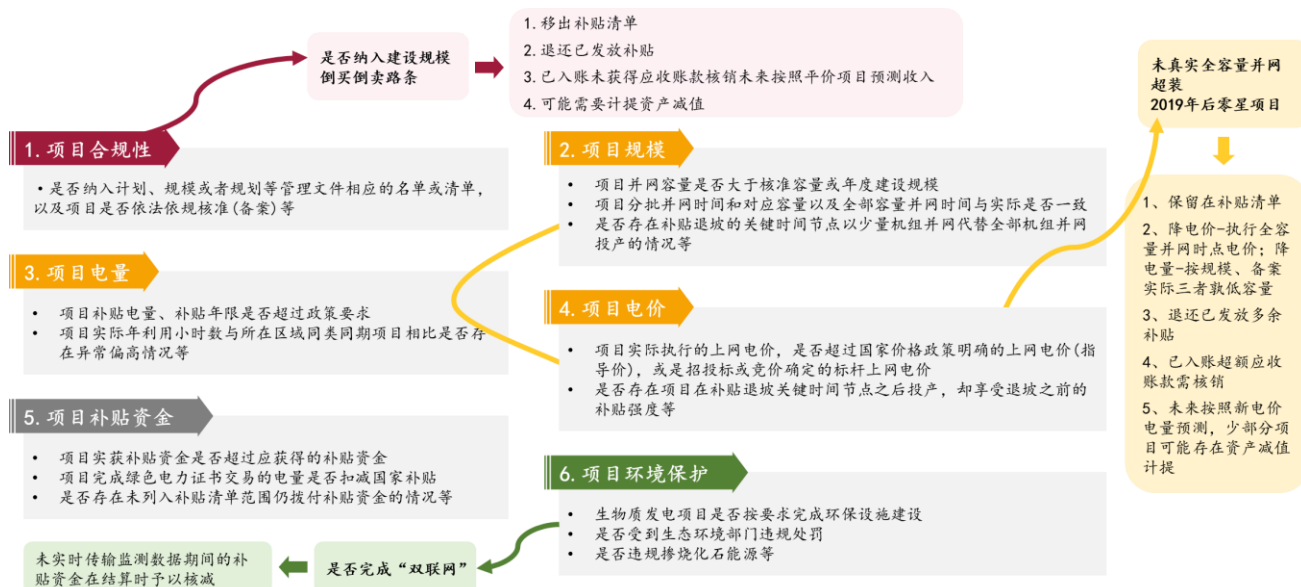 是否纳入建设规模
倒买倒卖路条
1. 移出补贴清单
2. 退还已发放补贴
3. 已入账未获得应收账款核销未来按照平价项目预测收入
4. 可能需要计提资产减值
未真实全容量并网
超装
2019年后零星项目
1. 项目合规性
• 是否纳入计划、规模或者规划等管理文件相应的名单或清单，
以及项目是否依法依规核准(备案)等
2. 项目规模
• 项目并网容量是否大于核准容量或年度建设规模
• 项目分批并网时间和对应容量以及全部容量并网时间与实际是否一致
• 是否存在补贴退坡的关键时间节点以少量机组并网代替全部机组并网
投产的情况等
3. 项目电量
• 项目补贴电量、补贴年限是否超过政策要求
• 项目实际年利用小时数与所在区域同类同期项目相比是否存
在异常偏高情况等
4. 项目电价
• 项目实际执行的上网电价，是否超过国家价格政策明确的上网电价(指
导价)，或是招投标或竞价确定的标杆上网电价
• 是否存在项目在补贴退坡关键时间节点之后投产，却享受退坡之前的
补贴强度等
1、保留在补贴清单
2、降电价-执行全容
量并网时点电价；降
电量-按规模、备案
实际三者孰低容量
3、退还已发放多余
补贴
4、已入账超额应收
账款需核销
5、未来按照新电价
电量预测，少部分项
目可能存在资产减值
计提
5. 项目补贴资金
• 项目实获补贴资金是否超过应获得的补贴资金
• 项目完成绿色电力证书交易的电量是否扣减国家补贴
• 是否存在未列入补贴清单范围仍拨付补贴资金的情况等
6. 项目环境保护
• 生物质发电项目是否按要求完成环保设施建设
• 是否受到生态环境部门违规处罚
• 是否违规掺烧化石能源等
未实时传输监测数据期间的补
贴资金在结算时予以核减
是否完成“双联网”